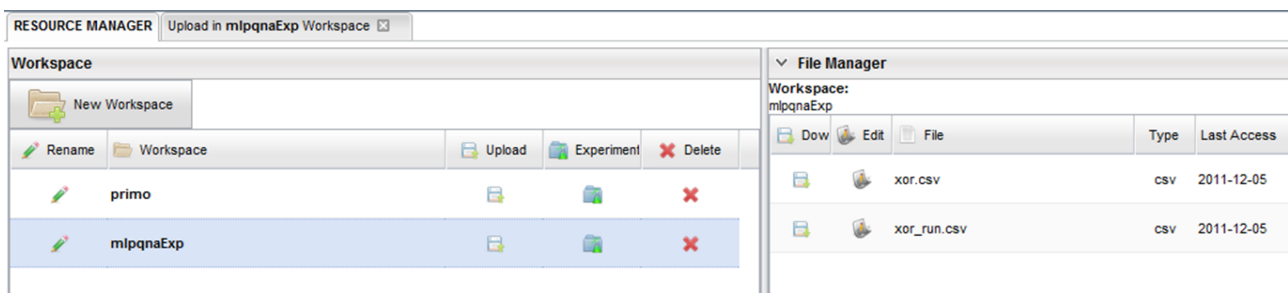 RESOURCE MANAGER Upload in mlpqnaExp Workspace
Workspace
New Workspace
Rename Workspace Upload Experiment Delete
primo
mlpqnaExp
File Manager
Workspace:
mlpqnaExp
Dow Edit File Type Last Access
xor.csv csv 2011-12-05
xor_run.csv csv 2011-12-05